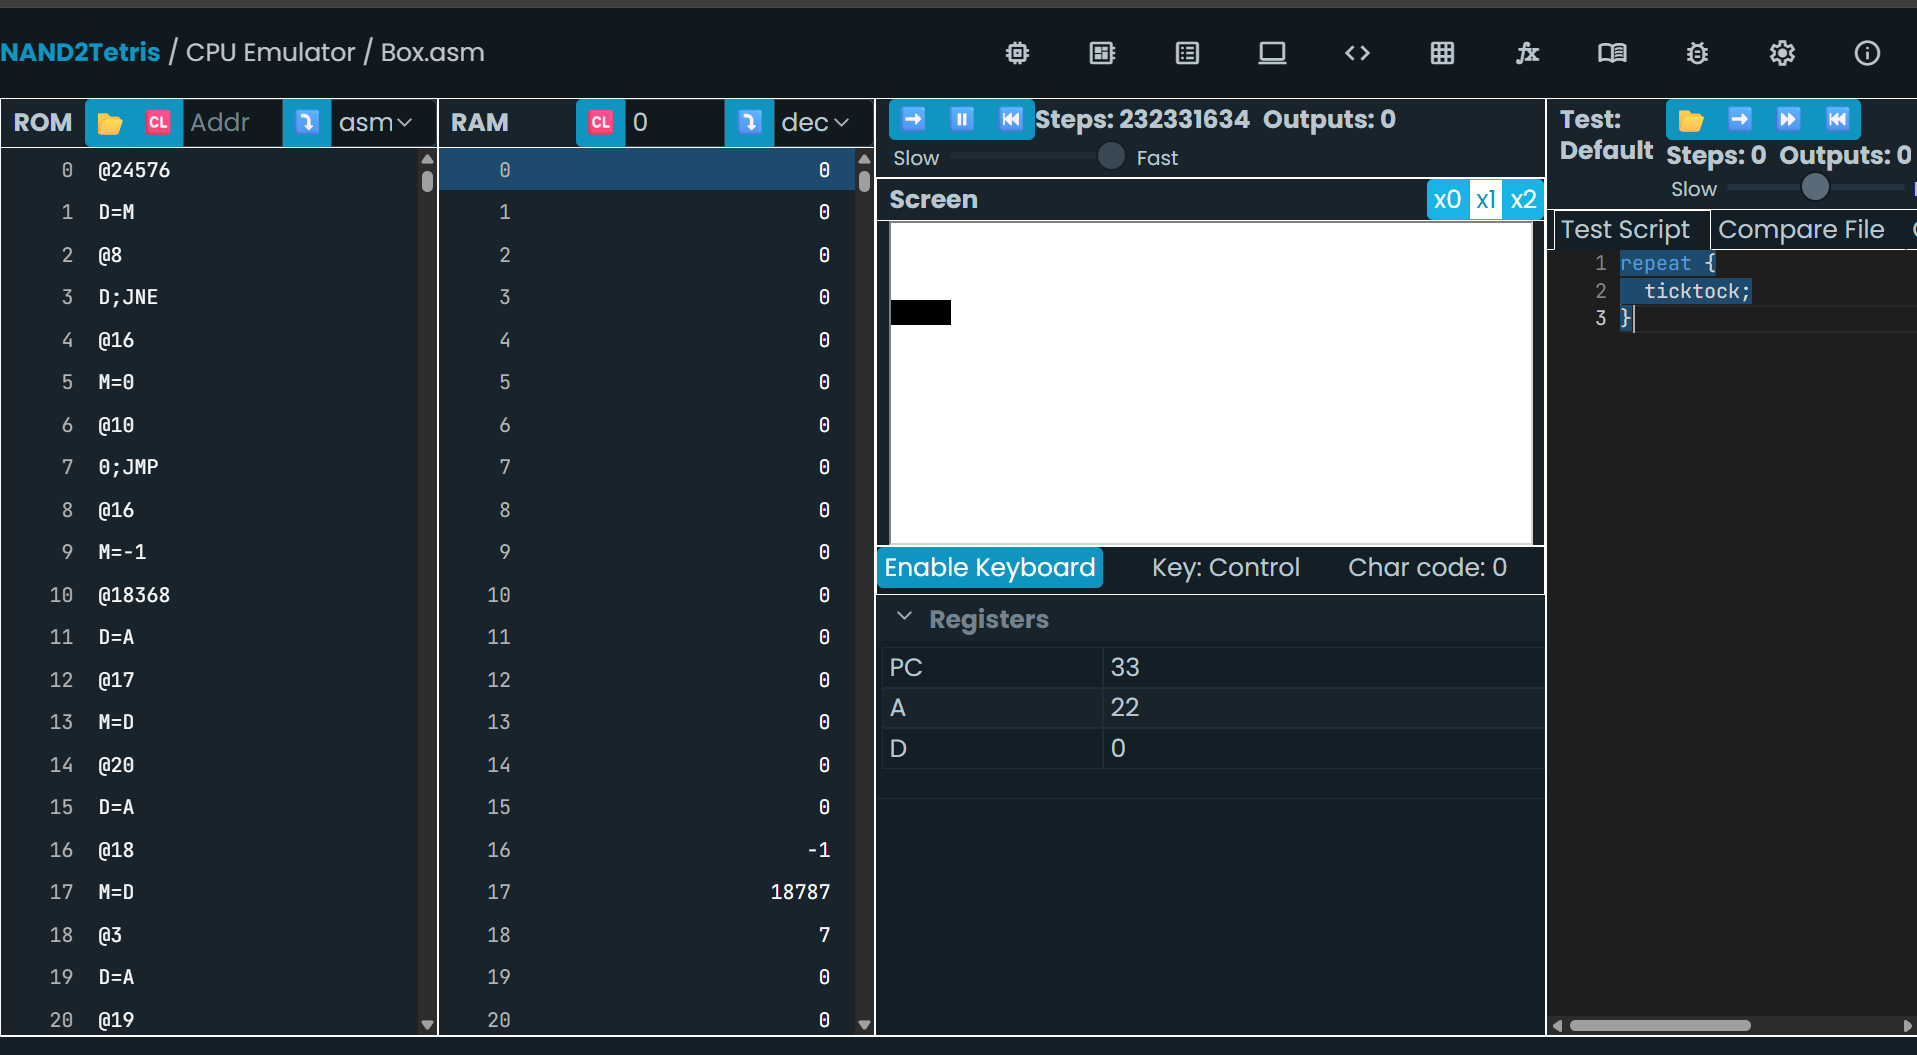 NAND2Tetris / CPU Emulator / Box.asm
ROM CL Addr asm
0 @24576
1 D=M
2 @8
3 D;JNE
4 @16
5 M=0
6 @10
7 0;JMP
8 @16
9 M=-1
10 @18368
11 D=A
12 @17
13 M=D
14 @20
15 D=A
16 @18
17 M=D
18 @3
19 D=A
20 @19
RAM CL 0 dec
0 0
1 0
2 0
3 0
4 0
5 0
6 0
7 0
8 0
9 0
10 0
11 0
12 0
13 0
14 0
15 0
16 -1
17 18787
18 7
19 0
20 0
Steps: 232331634 Outputs: 0
Slow Fast
Screen x0 x1 x2
Enable Keyboard Key: Control Char code: 0
Registers
PC 33
A 22
D 0
Test:
Default
Steps: 0 Outputs: 0
Slow
Test Script Compare File
1 repeat {
2 ticktock;
3 }